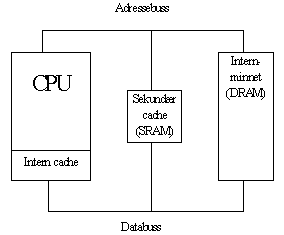 Adressebuss
CPU
Intern cache
Sekundær
cache
(SRAM)
Intern-
minnet
(DRAM)
Databuss